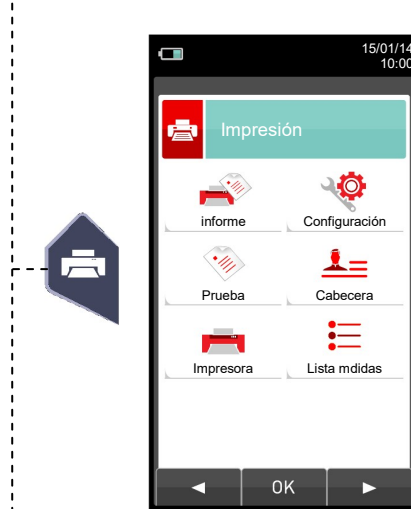 15/01/14
10:00
Impresión
informe Configuración
Prueba Cabecera
Impresora Lista mdidas
OK